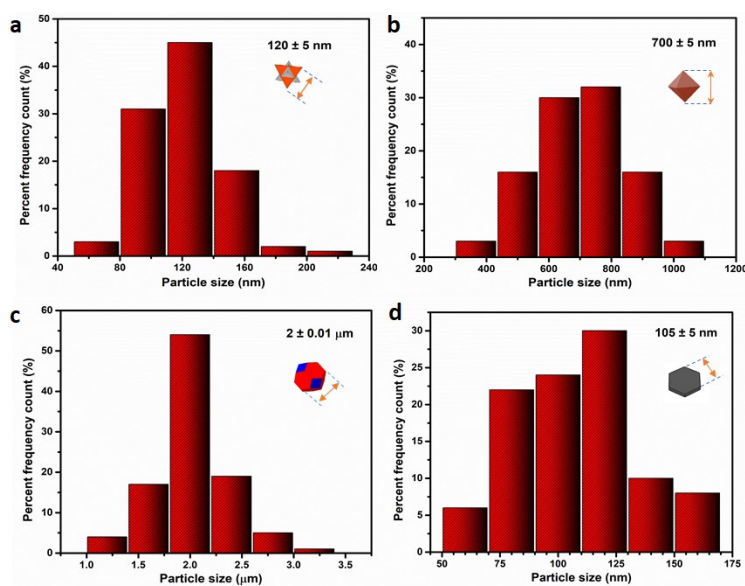 a
120 ± 5 nm
50
40
30
20
10
0
Percent frequency count (%)
40 80 120 160 200 240
Particle size (nm)
b
700 ± 5 nm
40
30
20
10
0
Percent frequency count (%)
200 400 600 800 1000 1200
Particle size (nm)
c
2 ± 0.01 μm
60
50
40
30
20
10
0
Percent frequency count (%)
1.0 1.5 2.0 2.5 3.0 3.5
Particle size (μm)
d
105 ± 5 nm
30
25
20
15
10
5
0
Percent frequency count (%)
50 75 100 125 150 175
Particle size (nm)